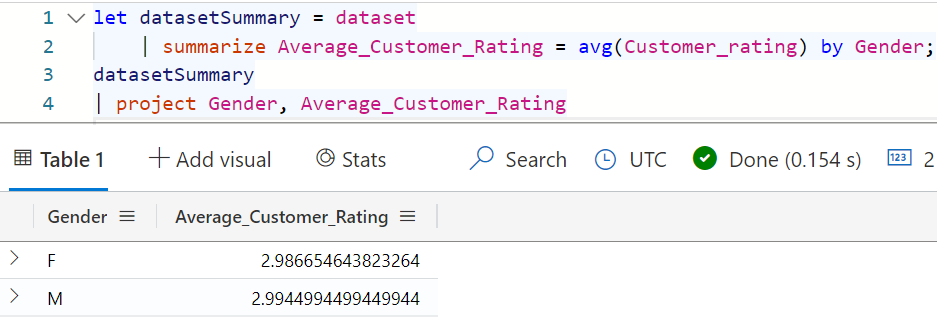 1 let datasetSummary = dataset
2 | summarize Average_Customer_Rating = avg(Customer_rating) by Gender;
3 datasetSummary
4 | project Gender, Average_Customer_Rating
Table 1 Add visual Stats Search UTC Done (0.154 s) 123 2
Gender Average_Customer_Rating
F 2.986654643823264
M 2.9944994499449944